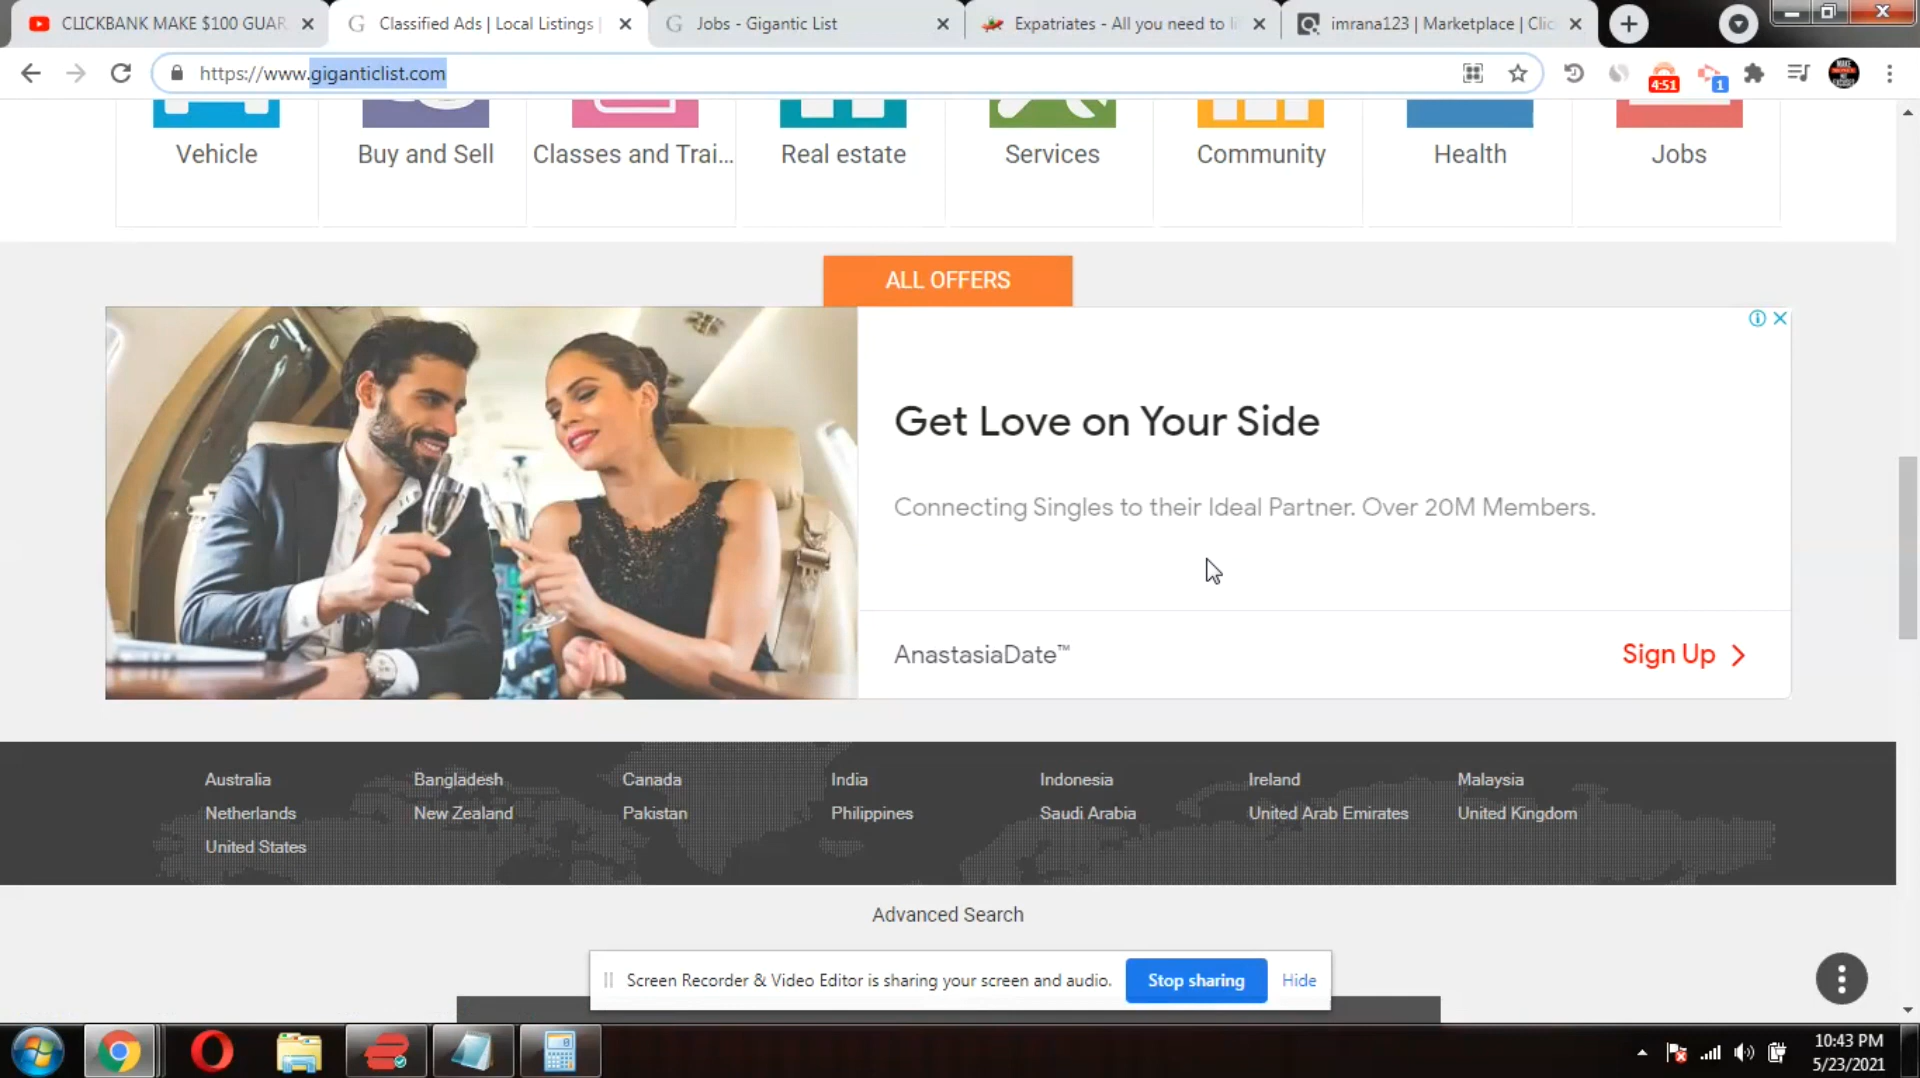 CLICKBANK MAKE $100 GUAR
Classified Ads | Local Listings |
Jobs - Gigantic List
Expatriates - All you need to li
imrana123 | Marketplace | Clic
https://www.giganticlist.com
4:51
1
Vehicle
Buy and Sell
Classes and Trai...
Real estate
Services
Community
Health
Jobs
ALL OFFERS
Get Love on Your Side
Connecting Singles to their Ideal Partner. Over 20M Members.
AnastasiaDate™
Sign Up
Australia
Bangladesh
Canada
India
Indonesia
Ireland
Malaysia
Netherlands
New Zealand
Pakistan
Philippines
Saudi Arabia
United Arab Emirates
United Kingdom
United States
Advanced Search
Screen Recorder & Video Editor is sharing your screen and audio.
Stop sharing
Hide
10:43 PM
5/23/2021